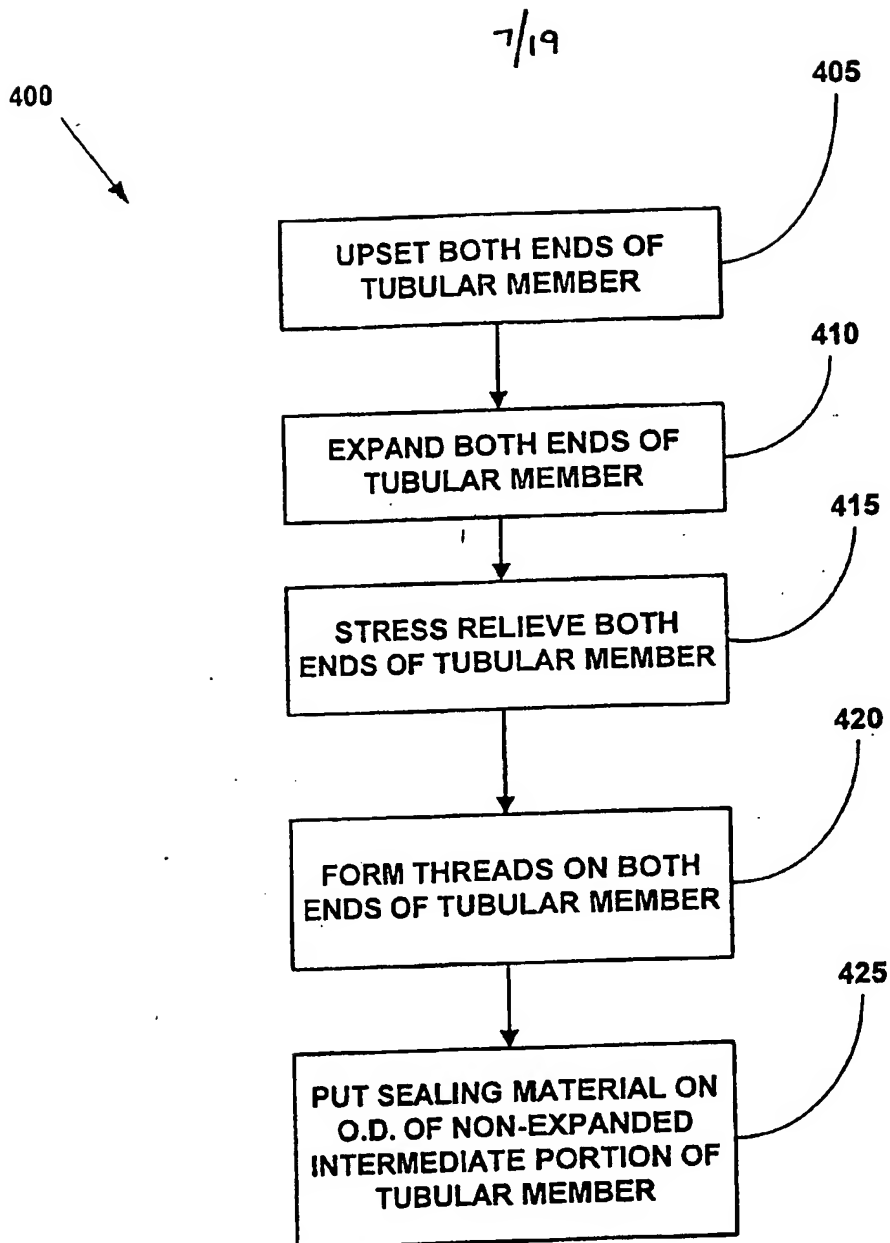 7/19
400
405
UPSET BOTH ENDS OF
TUBULAR MEMBER
410
EXPAND BOTH ENDS OF
TUBULAR MEMBER
415
STRESS RELIEVE BOTH
ENDS OF TUBULAR MEMBER
420
FORM THREADS ON BOTH
ENDS OF TUBULAR MEMBER
425
PUT SEALING MATERIAL ON
O.D. OF NON-EXPANDED
INTERMEDIATE PORTION OF
TUBULAR MEMBER